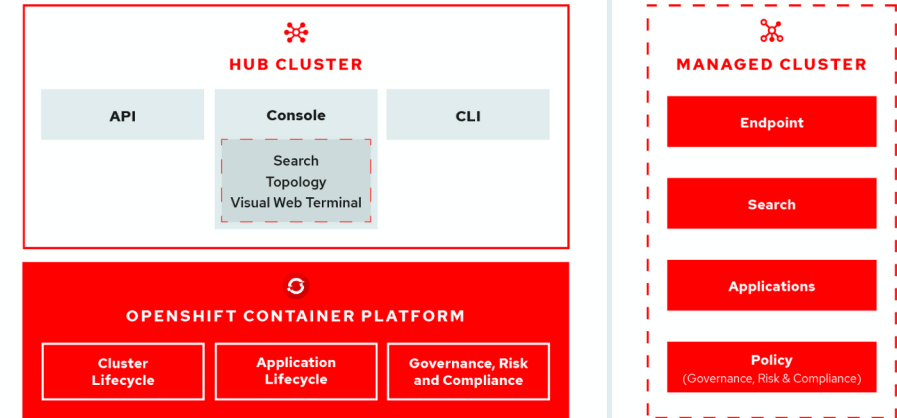 HUB CLUSTER
API
Console
CLI
Search
Topology
Visual Web Terminal
OPENSHIFT CONTAINER PLATFORM
Cluster
Lifecycle
Application
Lifecycle
Governance, Risk
and Compliance
MANAGED CLUSTER
Endpoint
Search
Applications
Policy
(Governance, Risk & Compliance)